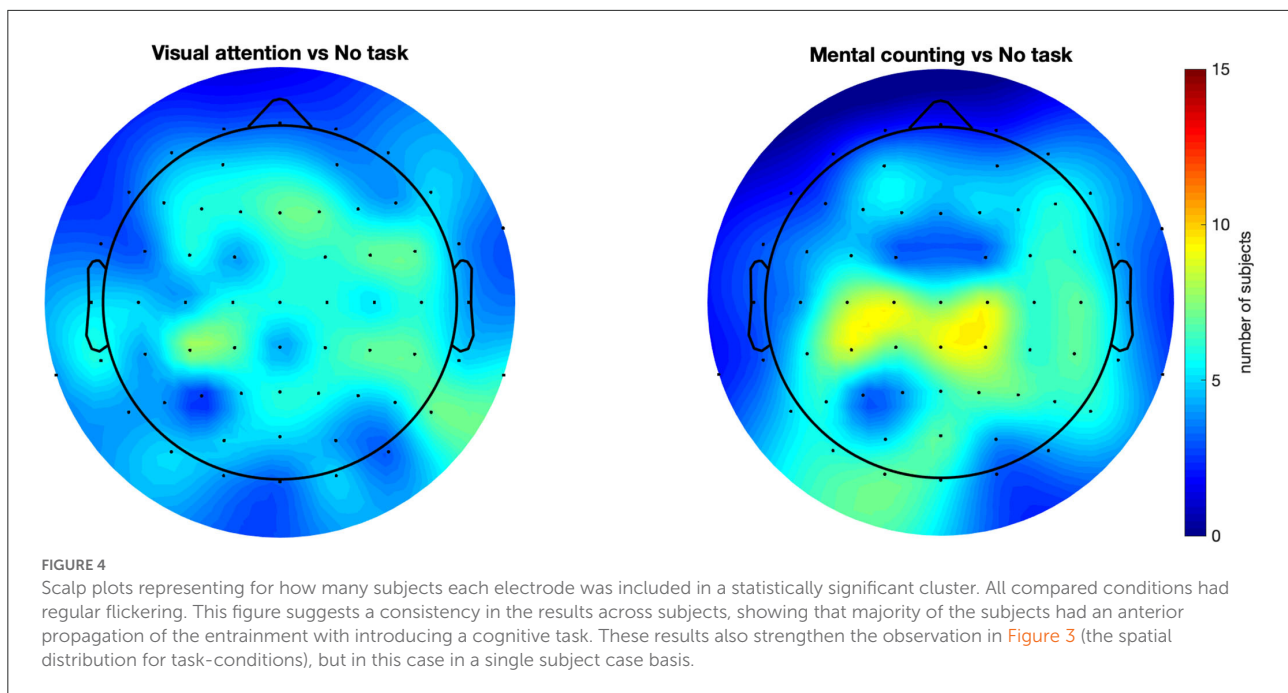 Visual attention vs No task
Mental counting vs No task
15
10
5
0
number of subjects
FIGURE 4
Scalp plots representing for how many subjects each electrode was included in a statistically significant cluster. All compared conditions had
regular flickering. This figure suggests a consistency in the results across subjects, showing that majority of the subjects had an anterior
propagation of the entrainment with introducing a cognitive task. These results also strengthen the observation in Figure 3 (the spatial
distribution for task-conditions), but in this case in a single subject case basis.